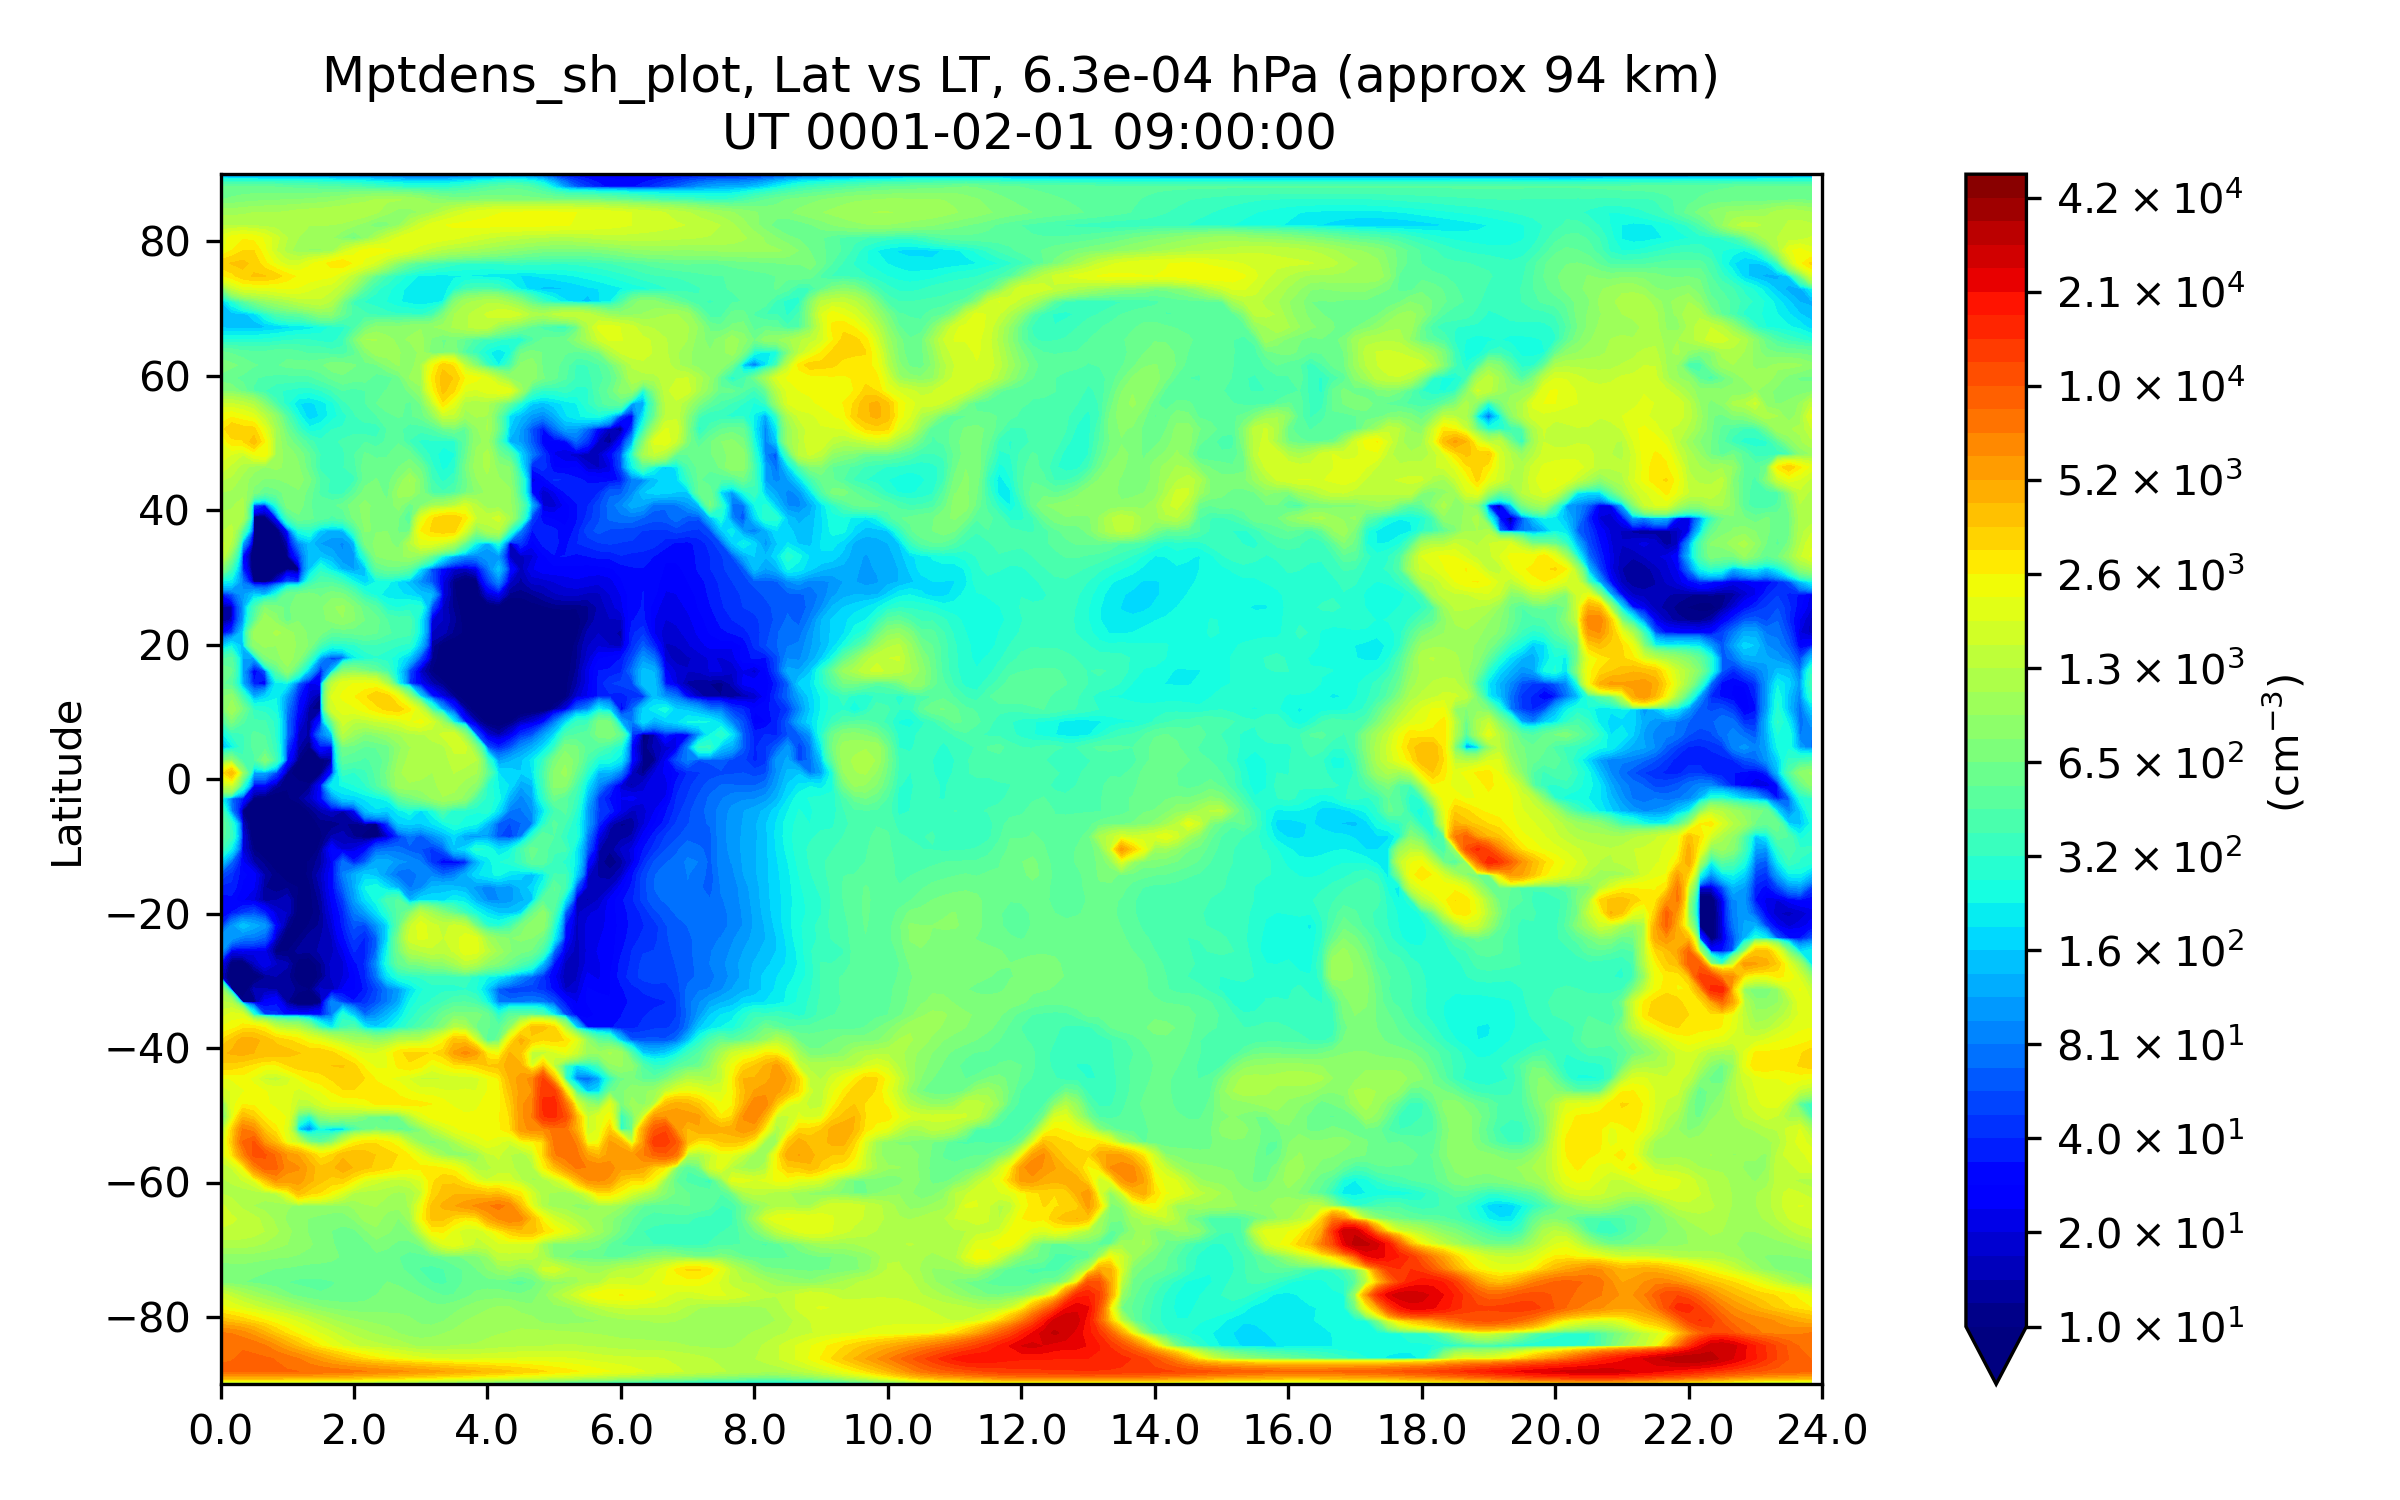 Mptdens_sh_plot, Lat vs LT, 6.3e-04 hPa (approx 94 km)
UT 0001-02-01 09:00:00
Latitude
80
60
40
20
0
−20
−40
−60
−80
0.0 2.0 4.0 6.0 8.0 10.0 12.0 14.0 16.0 18.0 20.0 22.0 24.0
4.2 × 10⁴
2.1 × 10⁴
1.0 × 10⁴
5.2 × 10³
2.6 × 10³
1.3 × 10³
6.5 × 10²
3.2 × 10²
1.6 × 10²
8.1 × 10¹
4.0 × 10¹
2.0 × 10¹
1.0 × 10¹
(cm⁻³)